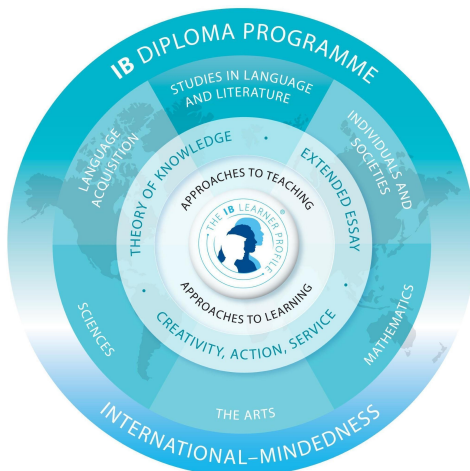 IB DIPLOMA PROGRAMME
STUDIES IN LANGUAGE
AND LITERATURE
LANGUAGE
ACQUISITION
INDIVIDUALS AND
SOCIETIES
THEORY OF KNOWLEDGE
EXTENDED ESSAY
APPROACHES TO TEACHING
THE IB LEARNER PROFILE
®
APPROACHES TO LEARNING
CREATIVITY, ACTION, SERVICE
SCIENCES
MATHEMATICS
THE ARTS
INTERNATIONAL–MINDEDNESS